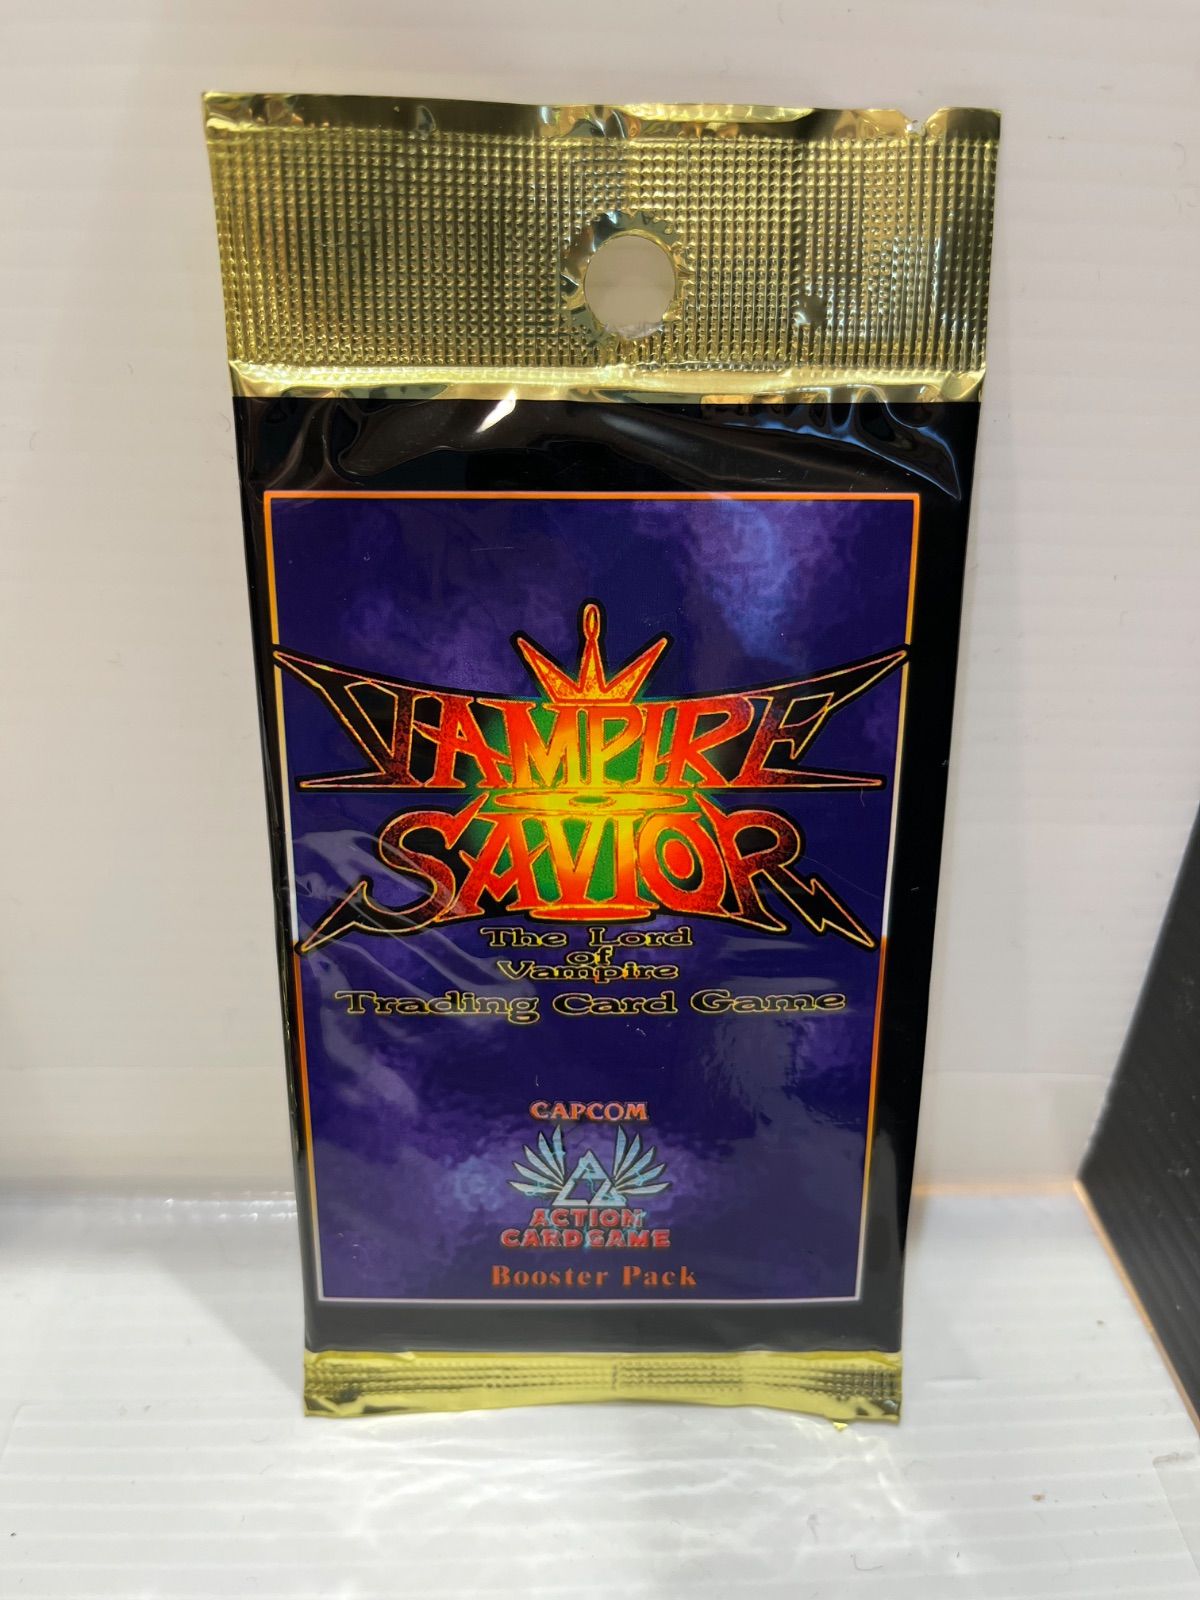 VAMPIRE
SAVIOR
The Lord
of
Vampire
Trading Card Game
CAPCOM
ACTION
CARD GAME
Booster Pack